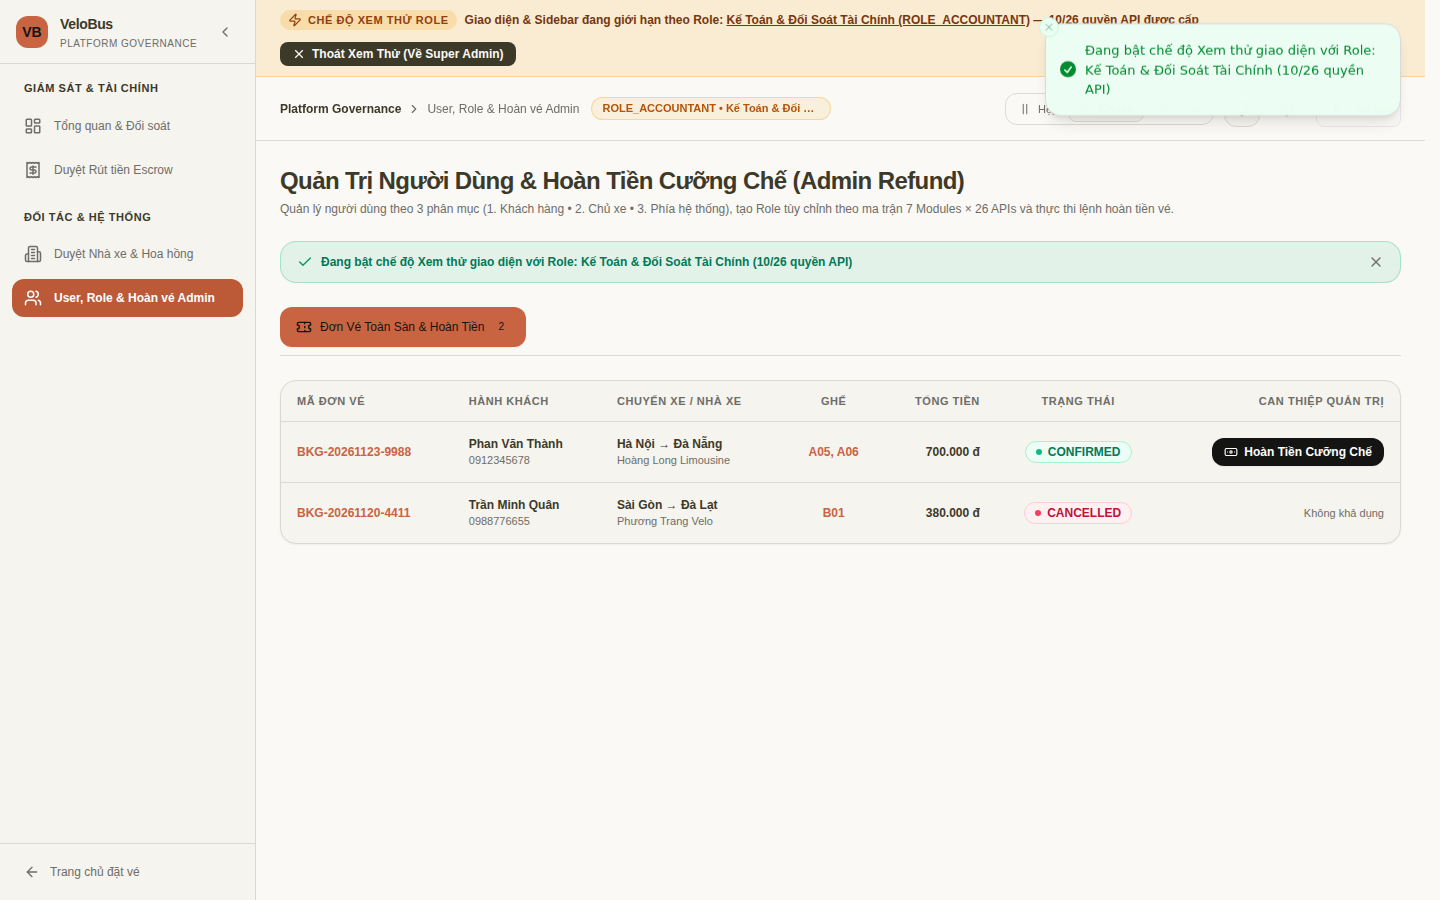 VB
VeloBus
PLATFORM GOVERNANCE
GIÁM SÁT & TÀI CHÍNH
Tổng quan & Đối soát
Duyệt Rút tiền Escrow
ĐỐI TÁC & HỆ THỐNG
Duyệt Nhà xe & Hoa hồng
User, Role & Hoàn vé Admin
Trang chủ đặt vé
CHẾ ĐỘ XEM THỬ ROLE
Giao diện & Sidebar đang giới hạn theo Role: Kế Toán & Đối Soát Tài Chính (ROLE_ACCOUNTANT) — 10/26 quyền API được cấp
Thoát Xem Thử (Về Super Admin)
Đang bật chế độ Xem thử giao diện với Role:
Kế Toán & Đối Soát Tài Chính (10/26 quyền
API)
Platform Governance
User, Role & Hoàn vé Admin
ROLE_ACCOUNTANT • Kế Toán & Đối ...
Quản Trị Người Dùng & Hoàn Tiền Cưỡng Chế (Admin Refund)
Quản lý người dùng theo 3 phân mục (1. Khách hàng • 2. Chủ xe • 3. Phía hệ thống), tạo Role tùy chỉnh theo ma trận 7 Modules × 26 APIs và thực thi lệnh hoàn tiền vé.
Đang bật chế độ Xem thử giao diện với Role: Kế Toán & Đối Soát Tài Chính (10/26 quyền API)
Đơn Vé Toàn Sàn & Hoàn Tiền 2
MÃ ĐƠN VÉ HÀNH KHÁCH CHUYẾN XE / NHÀ XE GHẾ TỔNG TIỀN TRẠNG THÁI CAN THIỆP QUẢN TRỊ
BKG-20261123-9988 Phan Văn Thành Hà Nội → Đà Nẵng A05, A06 700.000 đ CONFIRMED Hoàn Tiền Cưỡng Chế
0912345678 Hoàng Long Limousine
BKG-20261120-4411 Trần Minh Quân Sài Gòn → Đà Lạt B01 380.000 đ CANCELLED Không khả dụng
0988776655 Phương Trang Velo